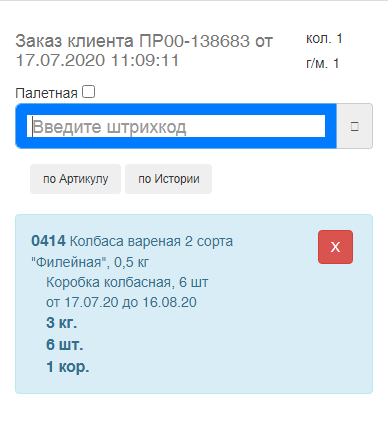 Заказ клиента ПР00-138683 от
17.07.2020 11:09:11
кол. 1
г/м. 1
Палетная
Введите штрихкод
по Артикулу
по Истории
0414 Колбаса вареная 2 сорта
"Филейная", 0,5 кг
X
Коробка колбасная, 6 шт
от 17.07.20 до 16.08.20
3 кг.
6 шт.
1 кор.